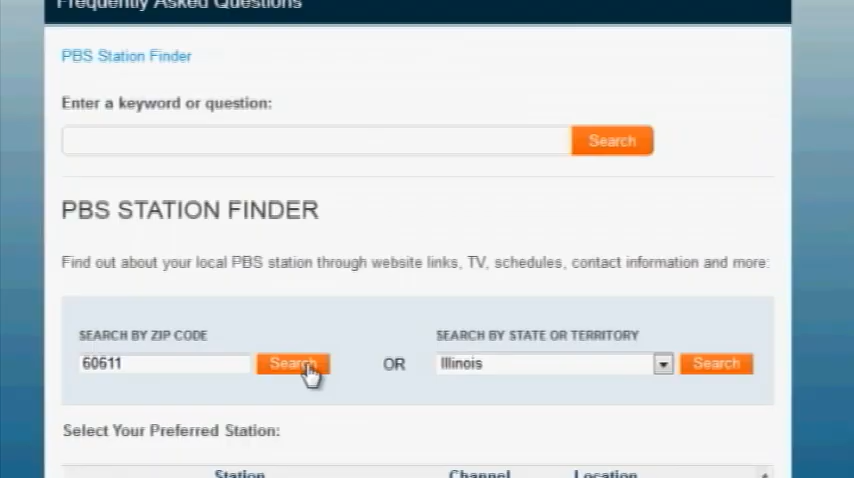 Frequently Asked Questions
PBS Station Finder
Enter a keyword or question:
Search
PBS STATION FINDER
Find out about your local PBS station through website links, TV, schedules, contact information and more:
SEARCH BY ZIP CODE
SEARCH BY STATE OR TERRITORY
60611 Search OR Illinois Search
Select Your Preferred Station:
Station Channel Location